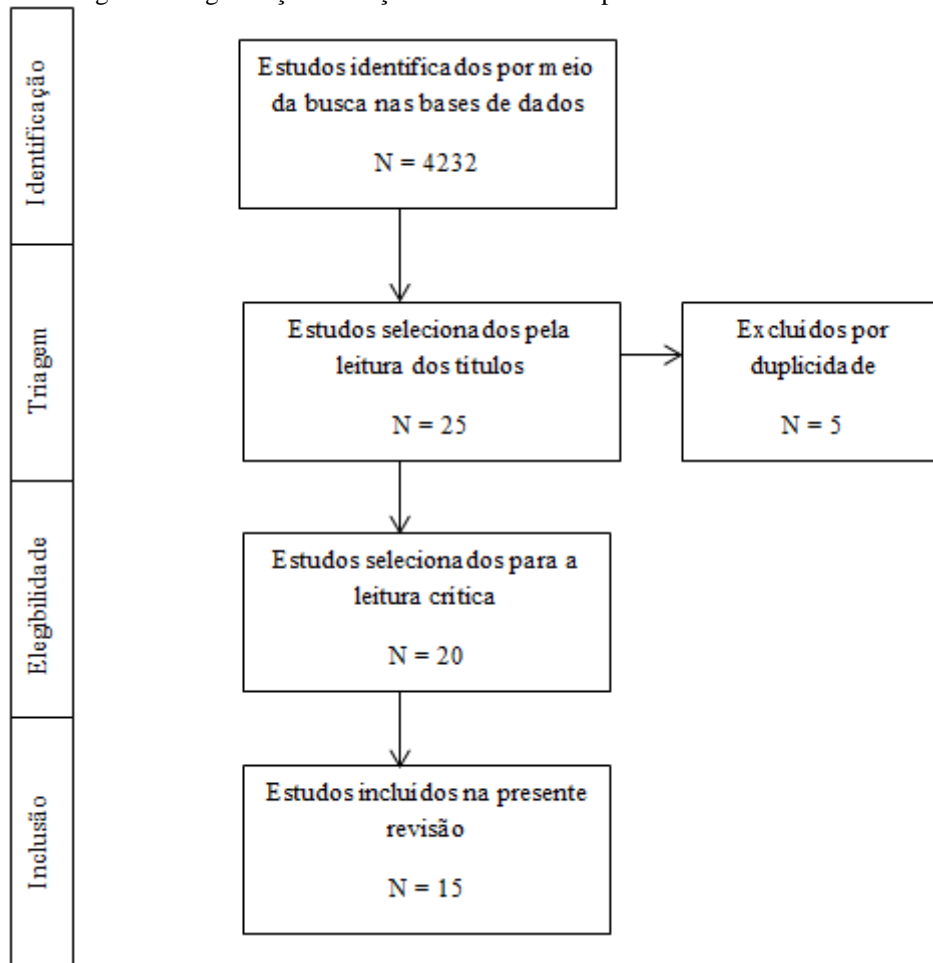 Identificação
Estudos identificados por meio
da busca nas bases de dados
N = 4232
Triagem
Estudos selecionados pela
leitura dos títulos
N = 25
Excluídos por
duplicidade
N = 5
Elegibilidade
Estudos selecionados para a
leitura crítica
N = 20
Inclusão
Estudos incluídos na presente
revisão
N = 15